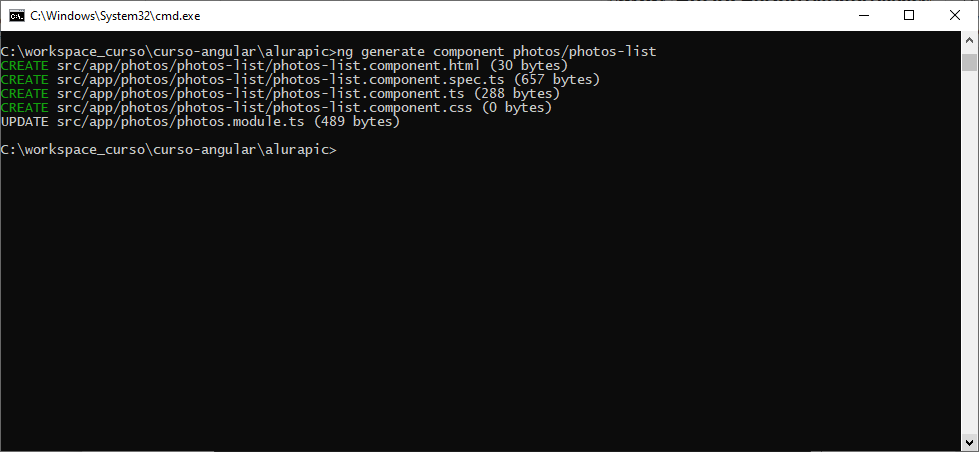 C:\Windows\System32\cmd.exe
C:\workspace_curso\curso-angular\alurapic>ng generate component photos/photos-list
CREATE src/app/photos/photos-list/photos-list.component.html (30 bytes)
CREATE src/app/photos/photos-list/photos-list.component.spec.ts (657 bytes)
CREATE src/app/photos/photos-list/photos-list.component.ts (288 bytes)
CREATE src/app/photos/photos-list/photos-list.component.css (0 bytes)
UPDATE src/app/photos/photos.module.ts (489 bytes)
C:\workspace_curso\curso-angular\alurapic>